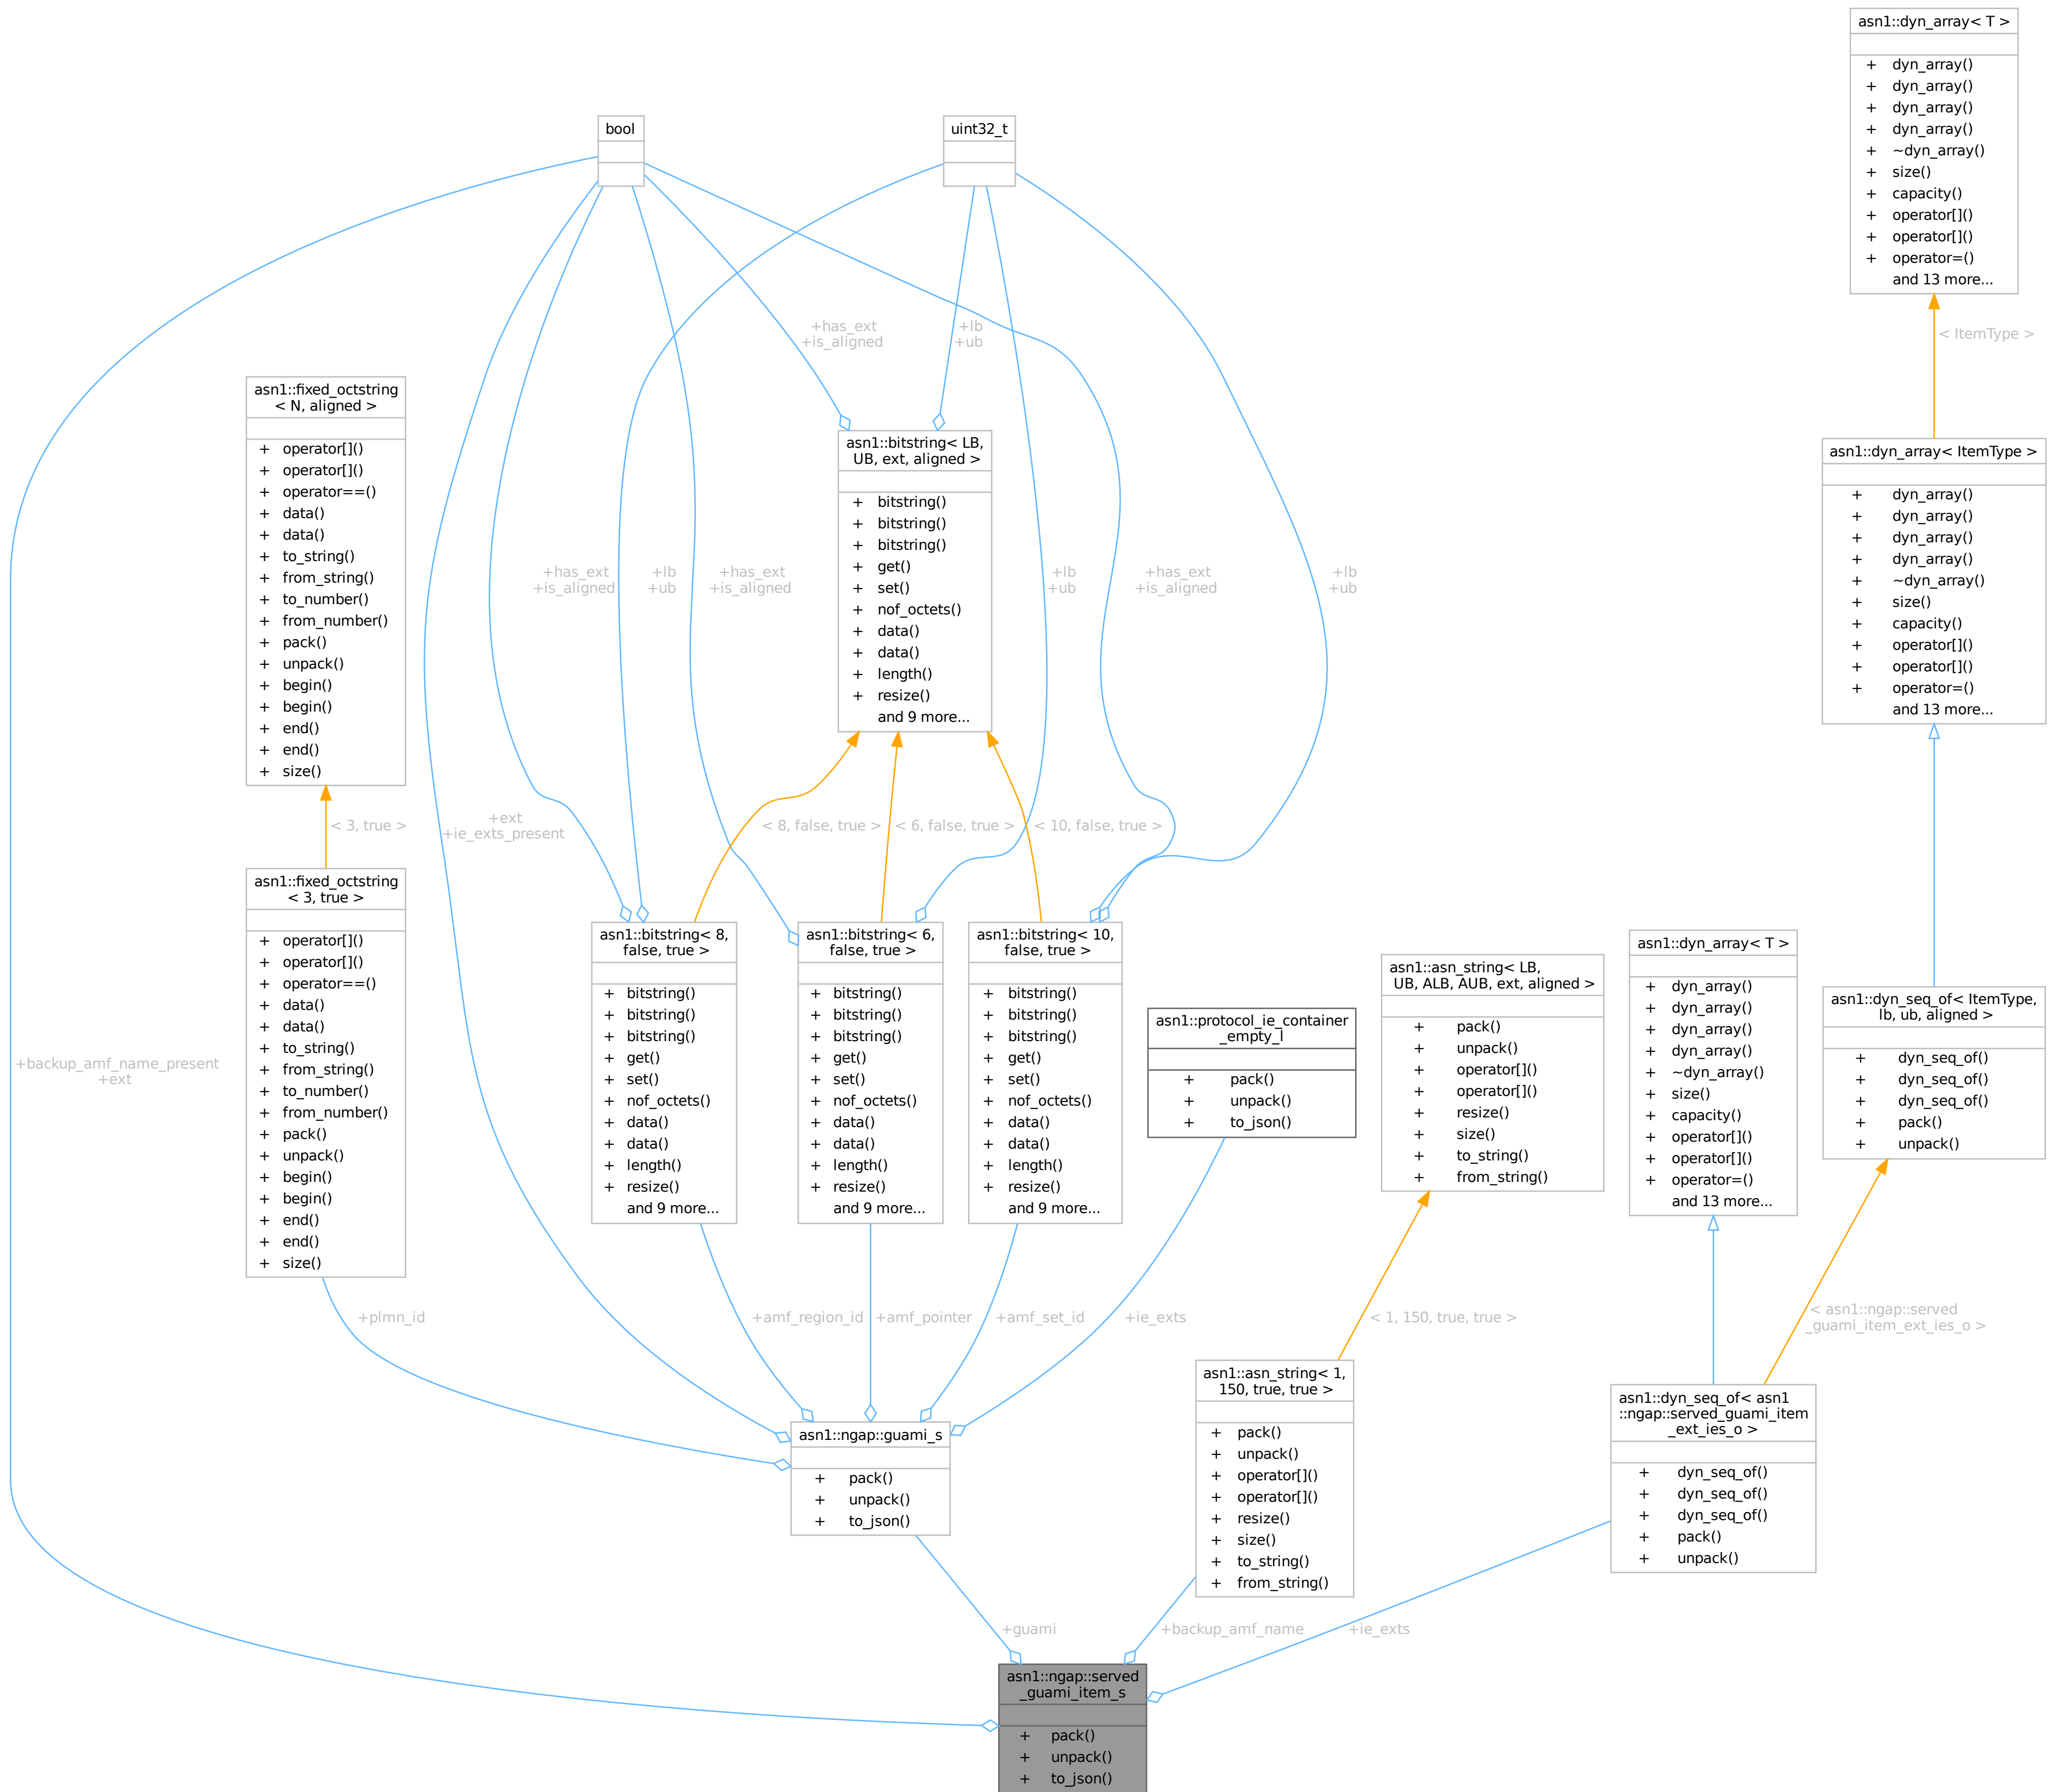 asn1::dyn_array< T >
+ dyn_array()
+ dyn_array()
+ dyn_array()
+ dyn_array()
+ ~dyn_array()
+ size()
+ capacity()
+ operator[]()
+ operator[]()
+ operator=()
and 13 more...
bool
uint32_t
< ItemType >
+has_ext
+is_aligned
+lb
+ub
asn1::fixed_octstring
< N, aligned >
+ operator[]()
+ operator[]()
+ operator==()
+ data()
+ data()
+ to_string()
+ from_string()
+ to_number()
+ from_number()
+ pack()
+ unpack()
+ begin()
+ begin()
+ end()
+ end()
+ size()
asn1::bitstring< LB,
UB, ext, aligned >
+ bitstring()
+ bitstring()
+ bitstring()
+ get()
+ set()
+ nof_octets()
+ data()
+ data()
+ length()
+ resize()
and 9 more...
asn1::dyn_array< ItemType >
+ dyn_array()
+ dyn_array()
+ dyn_array()
+ dyn_array()
+ ~dyn_array()
+ size()
+ capacity()
+ operator[]()
+ operator[]()
+ operator=()
and 13 more...
+has_ext
+is_aligned
+lb
+ub
+has_ext
+is_aligned
+lb
+ub
+has_ext
+is_aligned
+lb
+ub
< 3, true >
+ext
+ie_exts_present
< 8, false, true >
< 6, false, true >
< 10, false, true >
asn1::fixed_octstring
< 3, true >
+ operator[]()
+ operator[]()
+ operator==()
+ data()
+ data()
+ to_string()
+ from_string()
+ to_number()
+ from_number()
+ pack()
+ unpack()
+ begin()
+ begin()
+ end()
+ end()
+ size()
asn1::bitstring< 8,
false, true >
+ bitstring()
+ bitstring()
+ bitstring()
+ get()
+ set()
+ nof_octets()
+ data()
+ data()
+ length()
+ resize()
and 9 more...
asn1::bitstring< 6,
false, true >
+ bitstring()
+ bitstring()
+ bitstring()
+ get()
+ set()
+ nof_octets()
+ data()
+ data()
+ length()
+ resize()
and 9 more...
asn1::bitstring< 10,
false, true >
+ bitstring()
+ bitstring()
+ bitstring()
+ get()
+ set()
+ nof_octets()
+ data()
+ data()
+ length()
+ resize()
and 9 more...
asn1::protocol_ie_container
_empty_l
+ pack()
+ unpack()
+ to_json()
asn1::asn_string< LB,
UB, ALB, AUB, ext, aligned >
+ pack()
+ unpack()
+ operator[]()
+ operator[]()
+ resize()
+ size()
+ to_string()
+ from_string()
asn1::dyn_array< T >
+ dyn_array()
+ dyn_array()
+ dyn_array()
+ dyn_array()
+ ~dyn_array()
+ size()
+ capacity()
+ operator[]()
+ operator[]()
+ operator=()
and 13 more...
asn1::dyn_seq_of< ItemType,
lb, ub, aligned >
+ dyn_seq_of()
+ dyn_seq_of()
+ dyn_seq_of()
+ pack()
+ unpack()
+backup_amf_name_present
+ext
+plmn_id
+amf_region_id
+amf_pointer
+amf_set_id
+ie_exts
< 1, 150, true, true >
< asn1::ngap::served
_guami_item_ext_ies_o >
asn1::ngap::guami_s
+ pack()
+ unpack()
+ to_json()
asn1::asn_string< 1,
150, true, true >
+ pack()
+ unpack()
+ operator[]()
+ operator[]()
+ resize()
+ size()
+ to_string()
+ from_string()
asn1::dyn_seq_of< asn1
::ngap::served_guami_item
_ext_ies_o >
+ dyn_seq_of()
+ dyn_seq_of()
+ dyn_seq_of()
+ pack()
+ unpack()
+guami
+backup_amf_name
+ie_exts
asn1::ngap::served
_guami_item_s
+ pack()
+ unpack()
+ to_json()